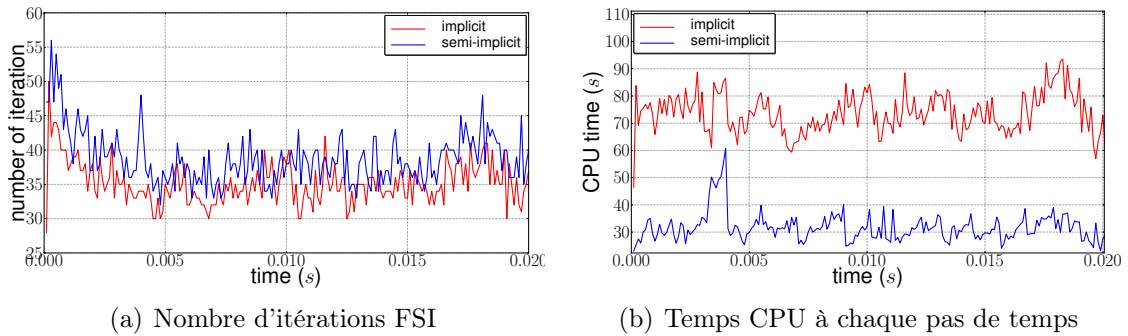 60
55
50
45
40
35
30
25
number of iteration
implicit
semi-implicit
0.000
0.005
0.010
0.015
0.020
time (s)
(a) Nombre d'itérations FSI
110
100
90
80
70
60
50
40
30
CPU time (s)
implicit
semi-implicit
0.000
0.005
0.010
0.015
0.020
time (s)
(b) Temps CPU à chaque pas de temps